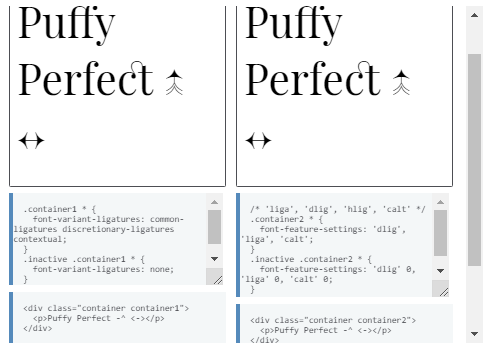 Puffy
Perfect
↔
Puffy
Perfect
↔
.container1 * {
font-variant-ligatures: common-
ligatures discretionary-ligatures
contextual;
}
.inactive .container1 * {
font-variant-ligatures: none;
}
<div class="container container1">
<p>Puffy Perfect -^ <-></p>
</div>
/* 'liga', 'dlig', 'hlig', 'calt' */
.container2 * {
font-feature-settings: 'dlig',
'liga', 'calt';
}
.inactive .container2 * {
font-feature-settings: 'dlig' 0,
'liga' 0, 'calt' 0;
}
<div class="container container2">
<p>Puffy Perfect -^ <-></p>
</div>